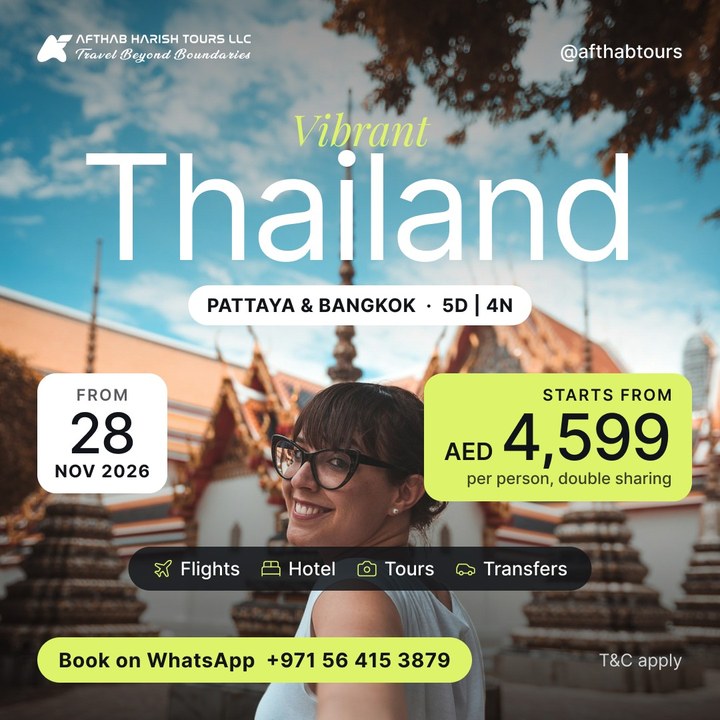 AFTHAB HARISH TOURS LLC
Travel Beyond Boundaries
@afthabtours
Vibrant
Thailand
PATTAYA & BANGKOK · 5D | 4N
FROM
28
NOV 2026
STARTS FROM
AED 4,599
per person, double sharing
Flights Hotel Tours Transfers
Book on WhatsApp +971 56 415 3879
T&C apply